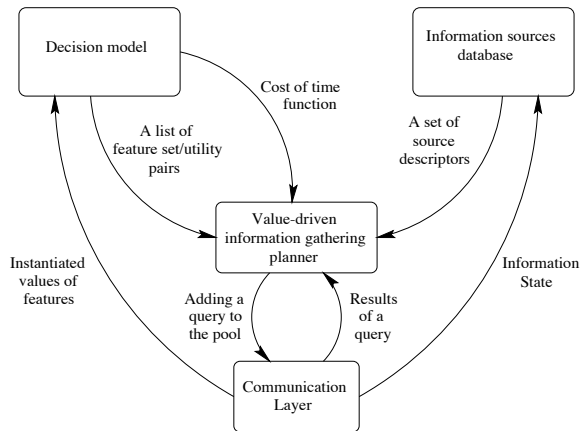 Decision model
Information sources
database
Cost of time
function
A list of
feature set/utility
pairs
A set of
source
descriptors
Value-driven
information gathering
planner
Instantiated
values of
features
Adding a
query to
the pool
Results
of a
query
Information
State
Communication
Layer